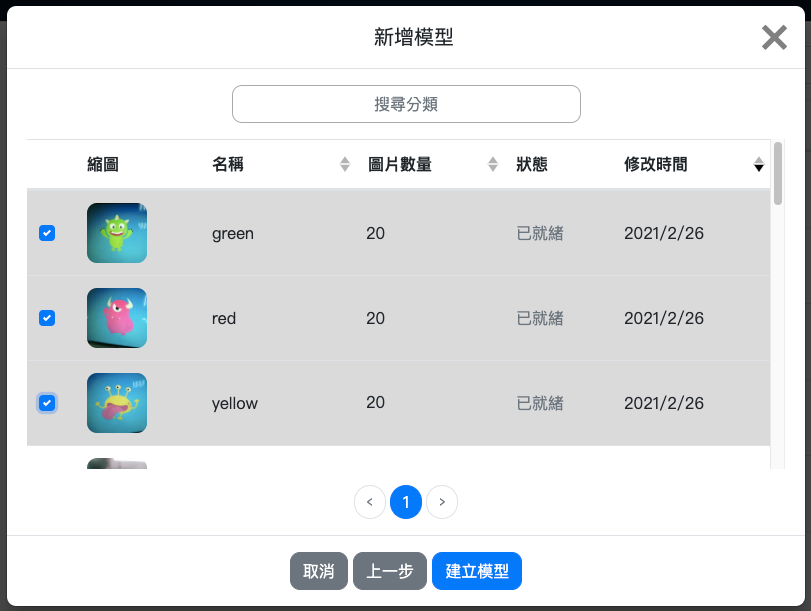 新增模型
搜尋分類
縮圖 名稱 圖片數量 狀態 修改時間
green 20 已就緒 2021/2/26
red 20 已就緒 2021/2/26
yellow 20 已就緒 2021/2/26
< 1 >
取消 上一步 建立模型